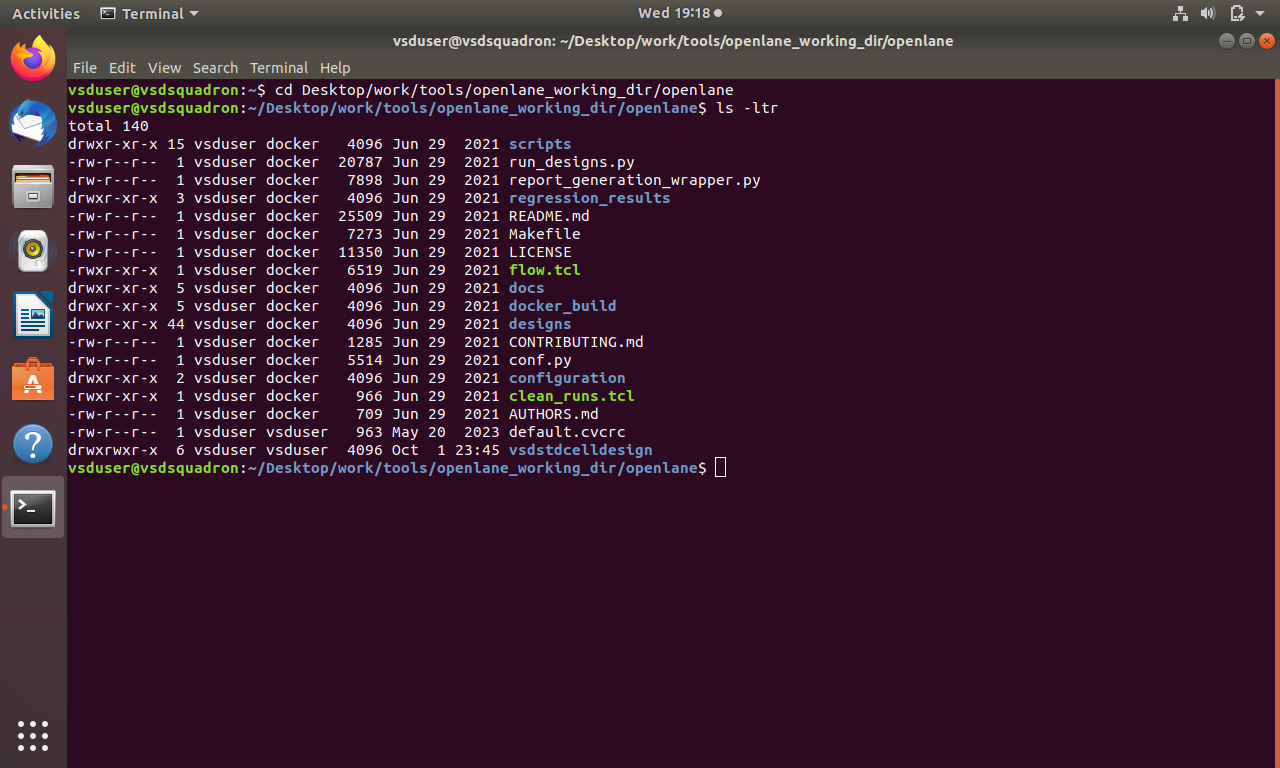 Activities Terminal Wed 19:18
vsduser@vsdsquadron: ~/Desktop/work/tools/openlane_working_dir/openlane
File Edit View Search Terminal Help
vsduser@vsdsquadron:~$ cd Desktop/work/tools/openlane_working_dir/openlane
vsduser@vsdsquadron:~/Desktop/work/tools/openlane_working_dir/openlane$ ls -ltr
total 140
drwxr-xr-x 15 vsduser docker   4096 Jun 29  2021 scripts
-rw-r--r--  1 vsduser docker  20787 Jun 29  2021 run_designs.py
-rw-r--r--  1 vsduser docker   7898 Jun 29  2021 report_generation_wrapper.py
drwxr-xr-x  3 vsduser docker   4096 Jun 29  2021 regression_results
-rw-r--r--  1 vsduser docker  25509 Jun 29  2021 README.md
-rw-r--r--  1 vsduser docker   7273 Jun 29  2021 Makefile
-rw-r--r--  1 vsduser docker  11350 Jun 29  2021 LICENSE
-rwxr-xr-x  1 vsduser docker   6519 Jun 29  2021 flow.tcl
drwxr-xr-x  5 vsduser docker   4096 Jun 29  2021 docs
drwxr-xr-x  5 vsduser docker   4096 Jun 29  2021 docker_build
drwxr-xr-x 44 vsduser docker   4096 Jun 29  2021 designs
-rw-r--r--  1 vsduser docker   1285 Jun 29  2021 CONTRIBUTING.md
-rw-r--r--  1 vsduser docker   5514 Jun 29  2021 conf.py
drwxr-xr-x  2 vsduser docker   4096 Jun 29  2021 configuration
-rwxr-xr-x  1 vsduser docker    966 Jun 29  2021 clean_runs.tcl
-rw-r--r--  1 vsduser docker    709 Jun 29  2021 AUTHORS.md
-rw-r--r--  1 vsduser vsduser   963 May 20  2023 default.cvcrc
drwxrwxr-x  6 vsduser vsduser  4096 Oct  1 23:45 vsdstdcelldesign
vsduser@vsdsquadron:~/Desktop/work/tools/openlane_working_dir/openlane$